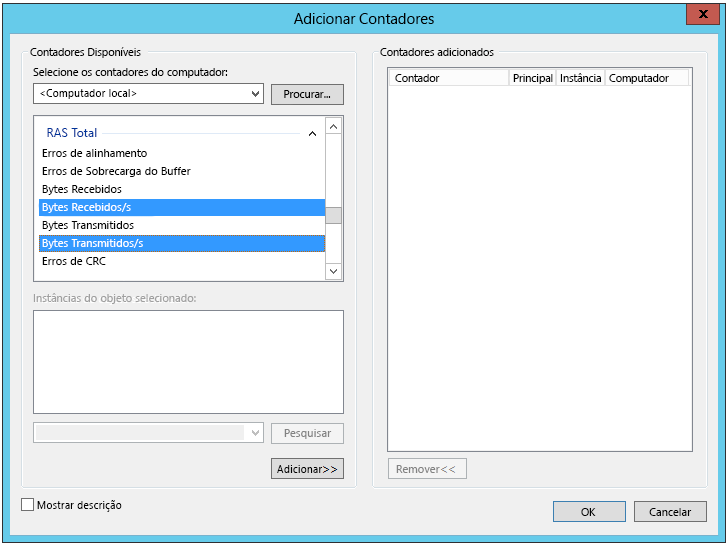 Adicionar Contadores
x
Contadores Disponíveis
Selecione os contadores do computador:
<Computador local>
Procurar...
RAS Total
Erros de alinhamento
Erros de Sobrecarga do Buffer
Bytes Recebidos
Bytes Recebidos/s
Bytes Transmitidos
Bytes Transmitidos/s
Erros de CRC
Instâncias do objeto selecionado:
Pesquisar
Adicionar>>
Mostrar descrição
Contadores adicionados
Contador Principal Instância Computador
Remover<<
OK Cancelar